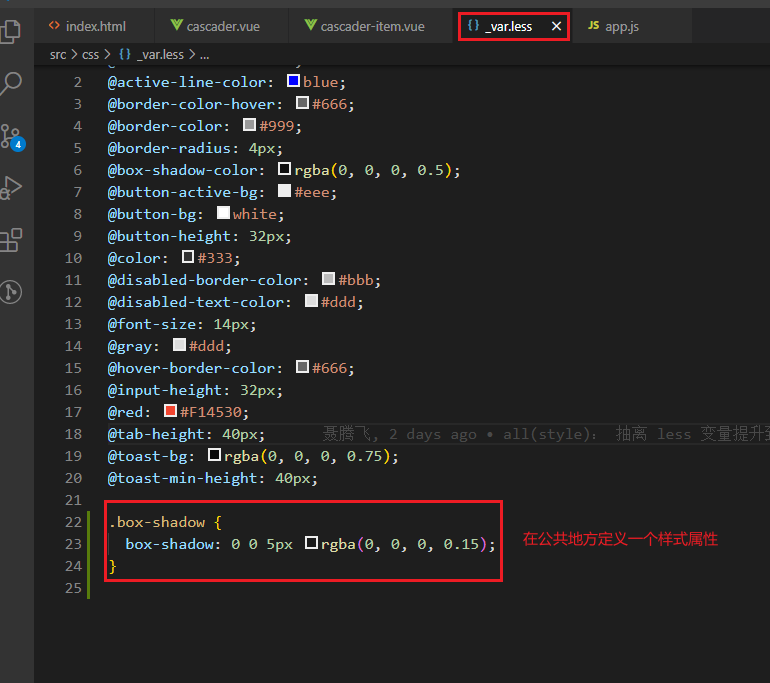 index.html
cascader.vue
cascader-item.vue
{} _var.less ×
JS app.js
src > css > {} _var.less > ...
2 @active-line-color: blue;
3 @border-color-hover: #666;
4 @border-color: #999;
5 @border-radius: 4px;
6 @box-shadow-color: rgba(0, 0, 0, 0.5);
7 @button-active-bg: #eee;
8 @button-bg: white;
9 @button-height: 32px;
10 @color: #333;
11 @disabled-border-color: #bbb;
12 @disabled-text-color: #ddd;
13 @font-size: 14px;
14 @gray: #ddd;
15 @hover-border-color: #666;
16 @input-height: 32px;
17 @red: #F14530;
18 @tab-height: 40px; 聂腾飞, 2 days ago • all(style): 抽离 less 变量提升
19 @toast-bg: rgba(0, 0, 0, 0.75);
20 @toast-min-height: 40px;
21
22 .box-shadow {
23 box-shadow: 0 0 5px rgba(0, 0, 0, 0.15);
24 }
25
在公共地方定义一个样式属性
4